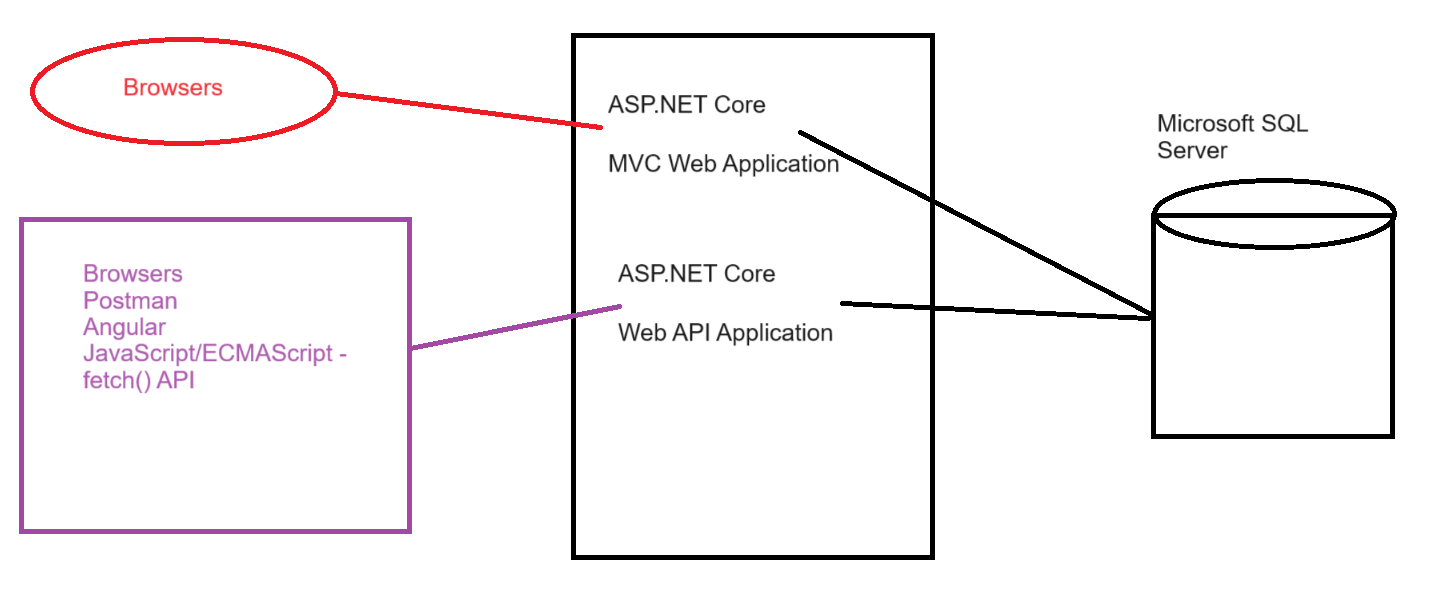 Browsers
ASP.NET Core
MVC Web Application
Microsoft SQL
Server
Browsers
Postman
Angular
JavaScript/ECMAScript -
fetch() API
ASP.NET Core
Web API Application